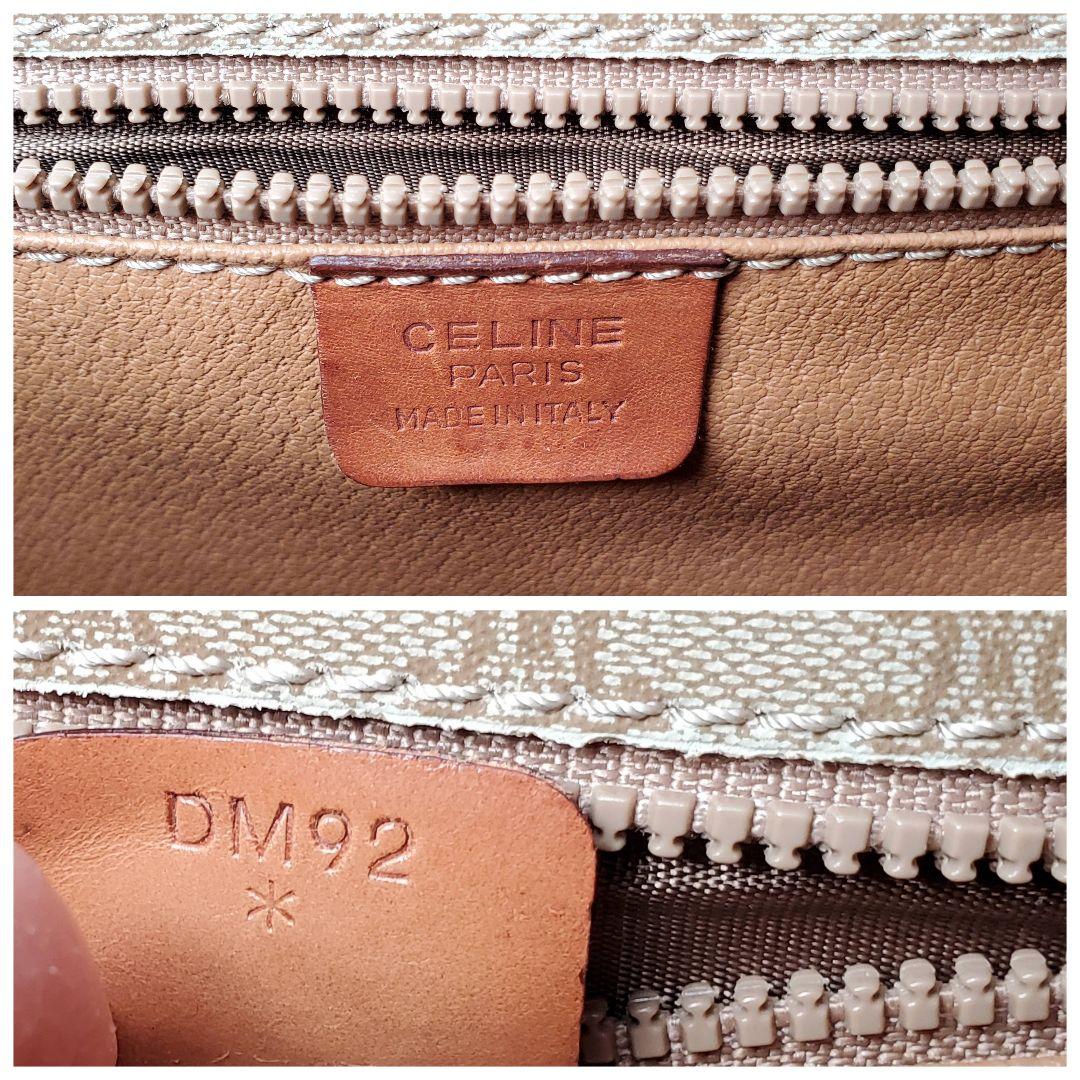 CELINE
PARIS
MADE IN ITALY
DM92
*